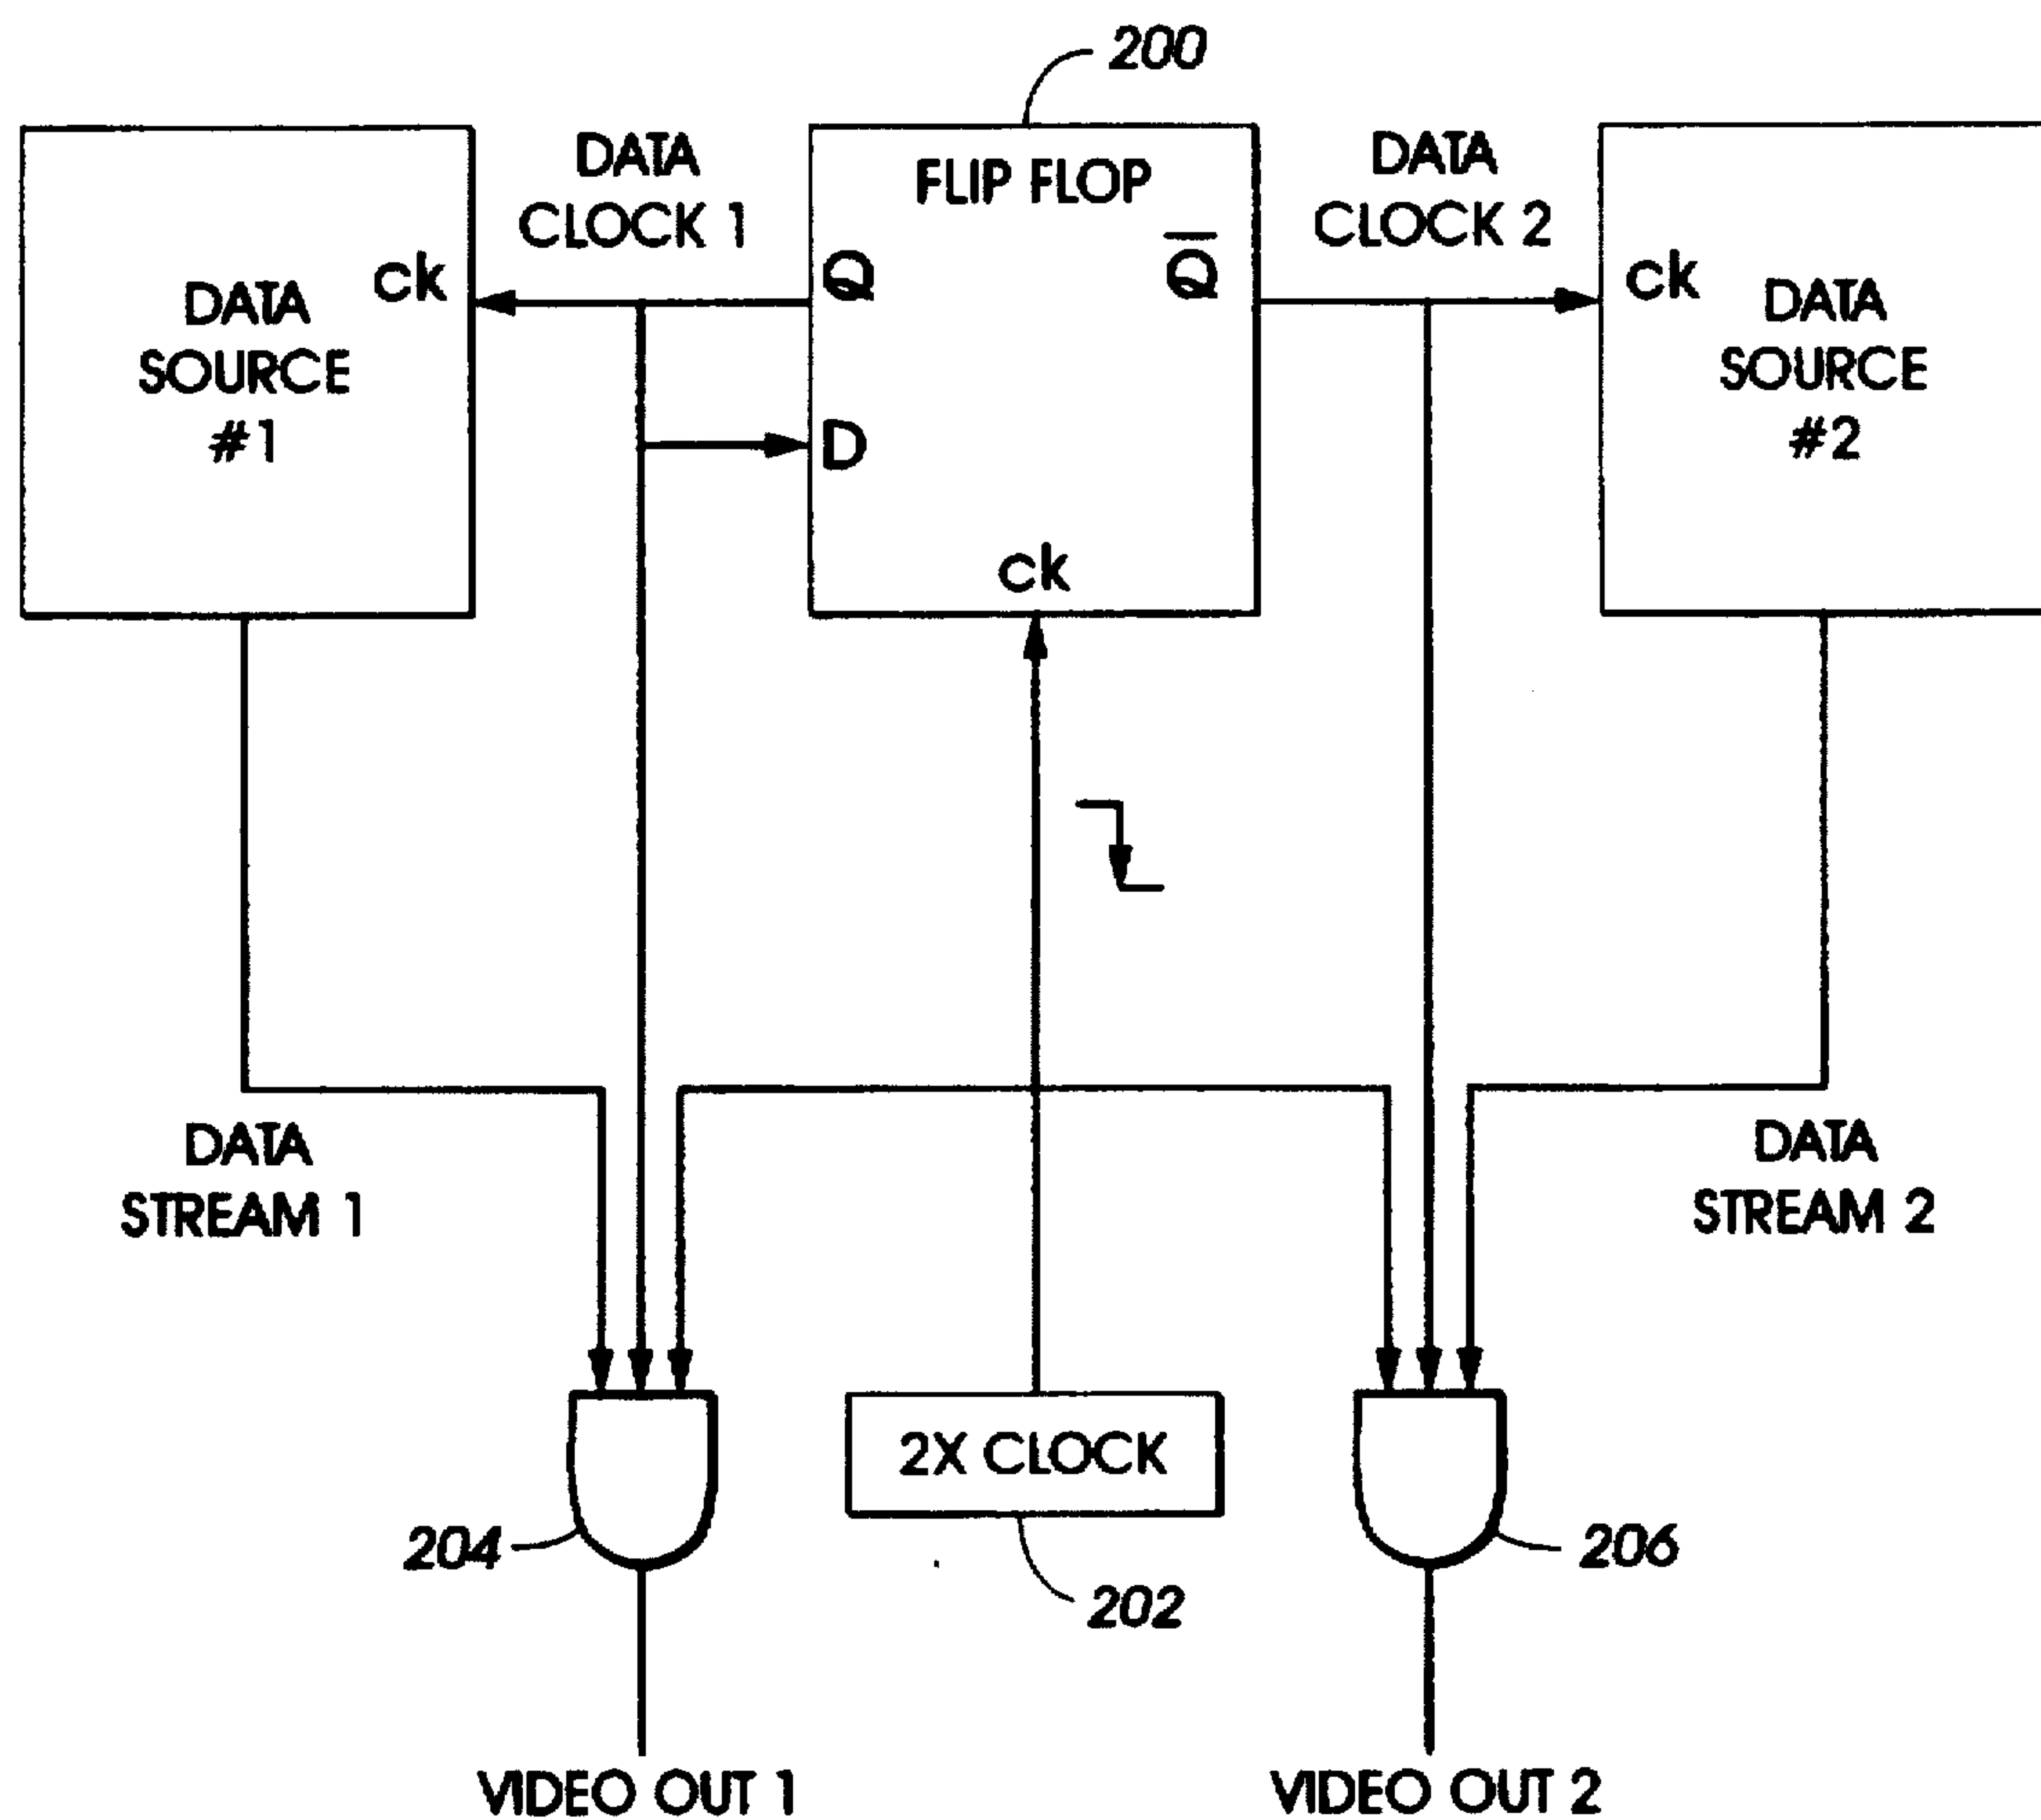 200
DATA
CLOCK 1
FLIP FLOP
DATA
CLOCK 2
ck
Q
Q̅
ck
DATA
SOURCE
#1
DATA
SOURCE
#2
D
ck
DATA
STREAM 1
DATA
STREAM 2
2X CLOCK
204
202
206
VIDEO OUT 1
VIDEO OUT 2